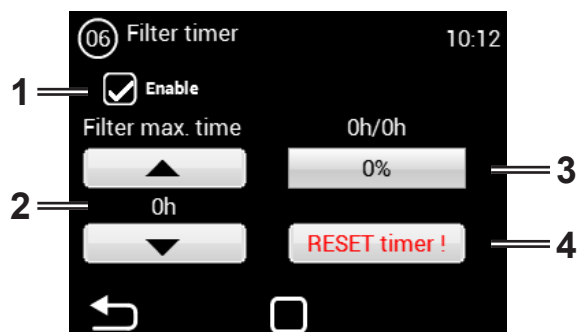 06 Filter timer 10:12
1 Enable
Filter max. time 0h/0h
0% 3
2 0h
RESET timer ! 4